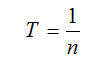 T = 1/n